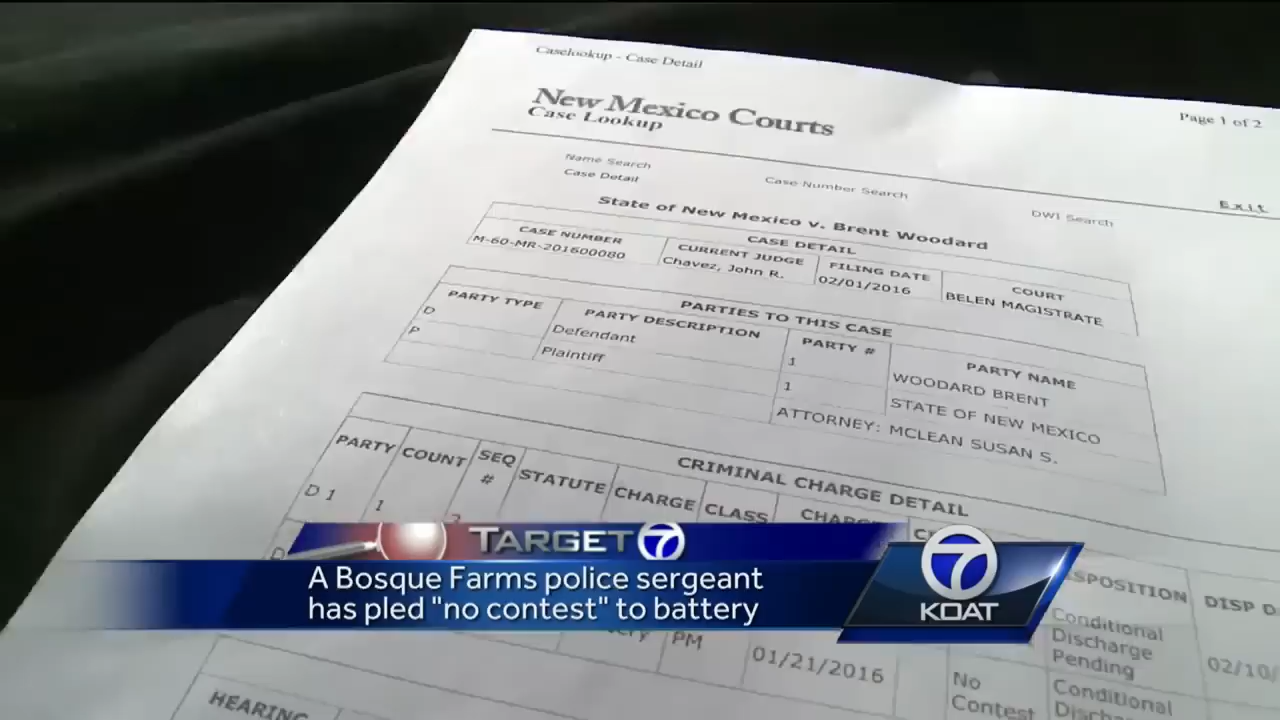 Caselookup - Case Detail
Page 1 of 2
New Mexico Courts
Case Lookup
Name Search
Case Number Search
DWI Search
Case Detail
Exit
State of New Mexico v. Brent Woodard
CASE DETAIL
CASE NUMBER CURRENT JUDGE FILING DATE COURT
M-60-MR-201600080 Chavez, John R. 02/01/2016 BELEN MAGISTRATE
PARTIES TO THIS CASE
PARTY TYPE PARTY DESCRIPTION PARTY # PARTY NAME
D Defendant 1 WOODARD BRENT
P Plaintiff 1 STATE OF NEW MEXICO
ATTORNEY: MCLEAN SUSAN S.
CRIMINAL CHARGE DETAIL
PARTY COUNT SEQ # STATUTE CHARGE CLASS
DISP D
D 1 1
Conditional
Discharge
Pending
02/10/
PM 01/21/2016
No
Contest
Conditional
HEARING
TARGET 7
A Bosque Farms police sergeant
has pled "no contest" to battery
7
KOAT